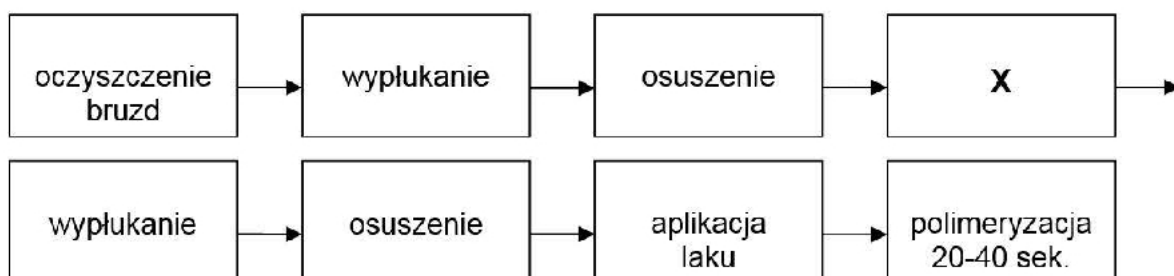 oczyszczenie
bruzd
wypłukanie
osuszenie
X
wypłukanie
osuszenie
aplikacja
laku
polimeryzacja
20-40 sek.